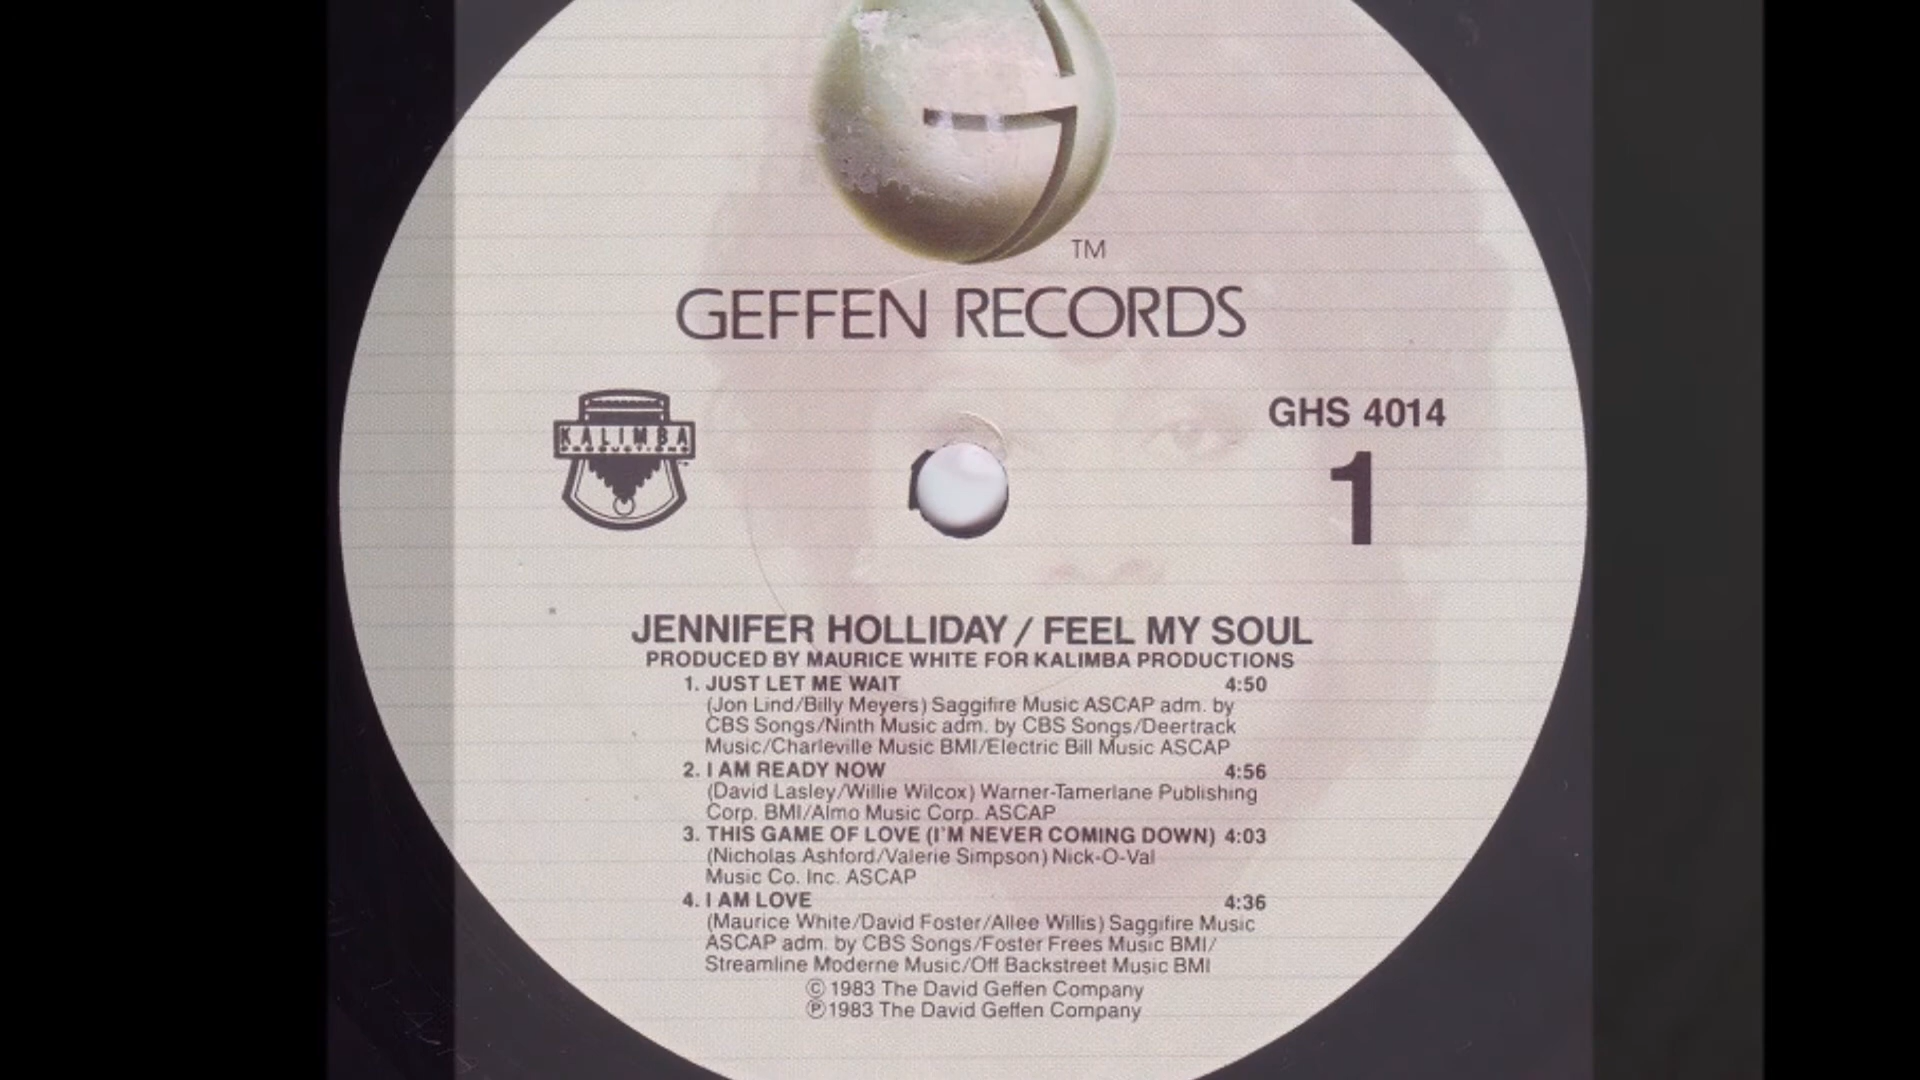 TM
GEFFEN RECORDS
KALIMBA
PRODUCTIONS
GHS 4014
1
JENNIFER HOLLIDAY / FEEL MY SOUL
PRODUCED BY MAURICE WHITE FOR KALIMBA PRODUCTIONS
1. JUST LET ME WAIT 4:50
(Jon Lind/Billy Meyers) Saggifire Music ASCAP adm. by
CBS Songs/Ninth Music adm. by CBS Songs/Deertrack
Music/Charleville Music BMI/Electric Bill Music ASCAP
2. I AM READY NOW 4:56
(David Lasley/Willie Wilcox) Warner-Tamerlane Publishing
Corp. BMI/Almo Music Corp. ASCAP
3. THIS GAME OF LOVE (I'M NEVER COMING DOWN) 4:03
(Nicholas Ashford/Valerie Simpson) Nick-O-Val
Music Co. Inc. ASCAP
4. I AM LOVE 4:36
(Maurice White/David Foster/Allee Willis) Saggifire Music
ASCAP adm. by CBS Songs/Foster Frees Music BMI/
Streamline Moderne Music/Off Backstreet Music BMI
© 1983 The David Geffen Company
℗ 1983 The David Geffen Company